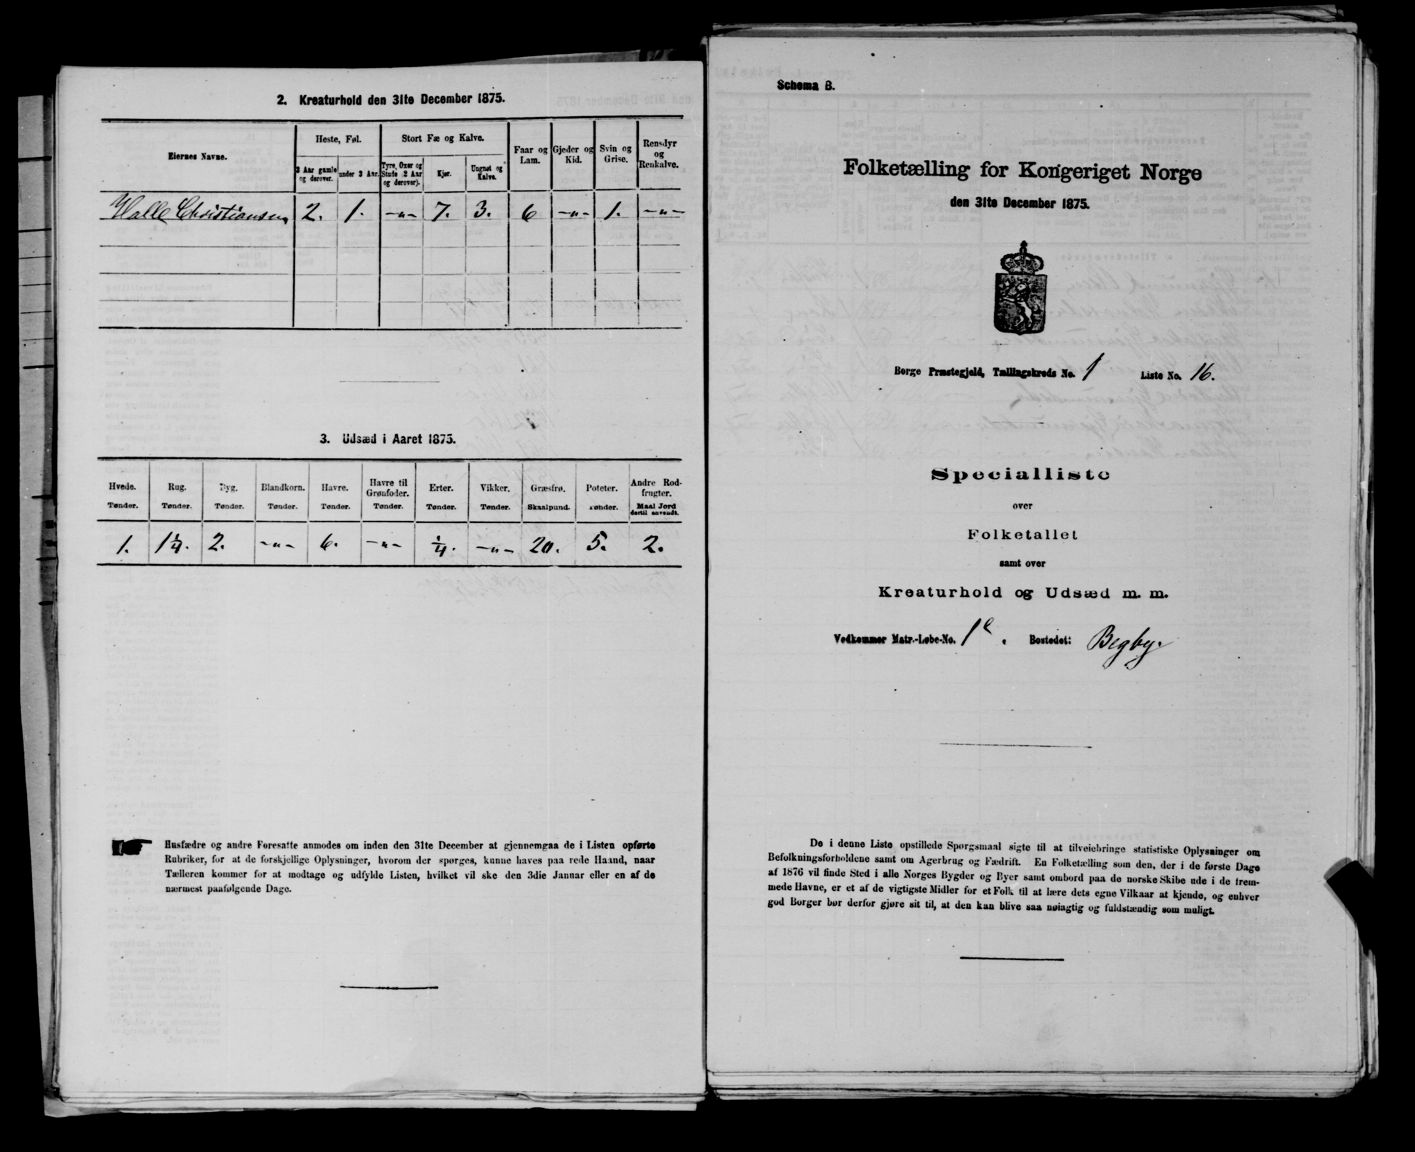 2. Kreaturhold den 31te December 1875.
Eiernes Navne.
Heste, Føl.
Stort Fæ og Kalve.
Faar og Lam.
Gjeder og Kid.
Svin og Grise.
Rensdyr og Renkalve.
3 Aar gamle og derover.
under 3 Aar.
Tyre, Oxer og Stude (2 Aar og derover).
Kjør.
Ungnøt og Kalve.
Halle Christiansen 2. 1. -"- 7. 3. 6 -"- 1. -"-
3. Udsæd i Aaret 1875.
Hvede. Rug. Byg. Blandkorn. Havre. Havre til Grønfoder. Erter. Vikker. Græsfrø. Poteter. Andre Rodfrugter.
Tønder. Tønder. Tønder. Tønder. Tønder. Tønder. Tønder. Tønder. Skaalpund. Tønder. Maal Jord dertil anvendt.
1. 1¼. 2. -"- 6. -"- ¼. -"- 20. 5. 2.
Husfædre og andre Foresatte anmodes om inden den 31te December at gjennemgaa de i Listen opførte
Rubriker, for at de forskjellige Oplysninger, hvorom der spørges, kunne haves paa rede Haand, naar
Tælleren kommer for at modtage og udfylde Listen, hvilket vil ske den 3die Januar eller en af de
nærmest paafølgende Dage.
Schema B.
Folketælling for Kongeriget Norge
den 31te December 1875.
Borge Præstegjeld, Tællingskreds No. 1 Liste No. 16.
Specialliste
over
Folketallet
samt over
Kreaturhold og Udsæd m. m.
Vedkommer Matr.-Løbe-No. 1e. Bostedet: Begby.
De i denne Liste opstillede Spørgsmaal sigte til at tilveiebringe statistiske Oplysninger om
Befolkningsforholdene samt om Agerbrug og Fædrift. En Folketælling som den, der i de første Dage
af 1876 vil finde Sted i alle Norges Bygder og Byer samt ombord paa de norske Skibe ude i de frem-
mede Havne, er et af de vigtigste Midler for et Folk til at lære dets egne Vilkaar at kjende, og enhver
god Borger bør derfor gjøre sit til, at den kan blive saa nøiagtig og fuldstændig som muligt.